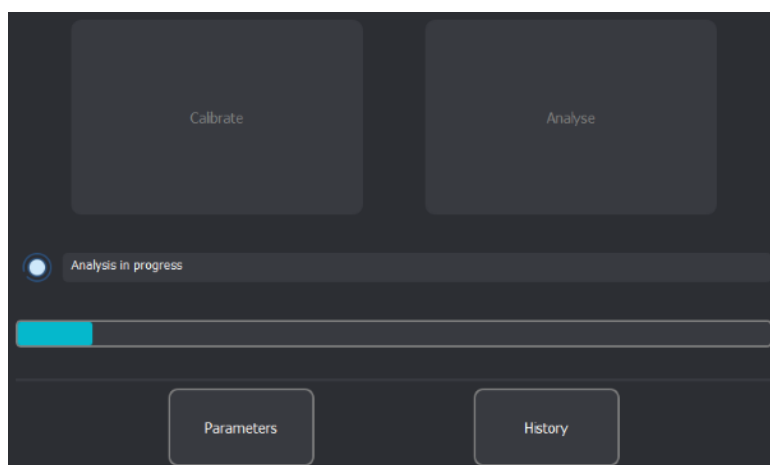 Calibrate
Analyse
Analysis in progress
Parameters
History